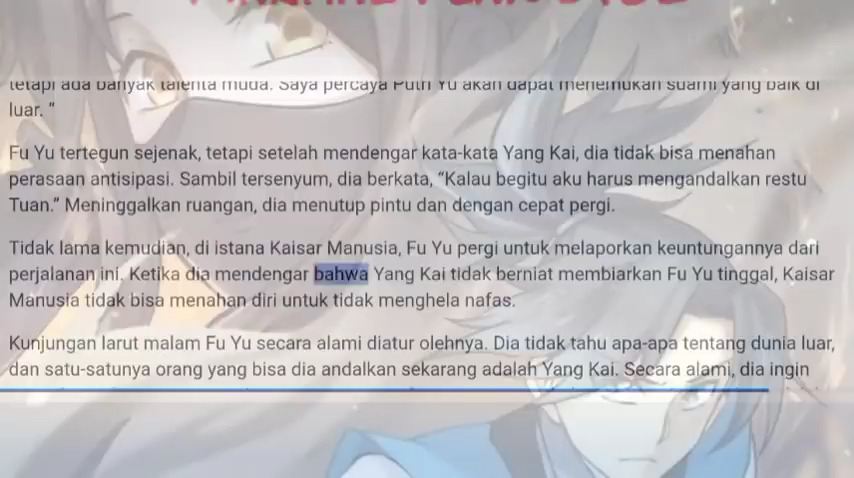 tetapi ada banyak talenta muda. Saya percaya Putri Yu akan dapat menemukan suami yang baik di
luar. ”
Fu Yu tertegun sejenak, tetapi setelah mendengar kata-kata Yang Kai, dia tidak bisa menahan
perasaan antisipasi. Sambil tersenyum, dia berkata, “Kalau begitu aku harus mengandalkan restu
Tuan.” Meninggalkan ruangan, dia menutup pintu dan dengan cepat pergi.
Tidak lama kemudian, di istana Kaisar Manusia, Fu Yu pergi untuk melaporkan keuntungannya dari
perjalanan ini. Ketika dia mendengar bahwa Yang Kai tidak berniat membiarkan Fu Yu tinggal, Kaisar
Manusia tidak bisa menahan diri untuk tidak menghela nafas.
Kunjungan larut malam Fu Yu secara alami diatur olehnya. Dia tidak tahu apa-apa tentang dunia luar,
dan satu-satunya orang yang bisa dia andalkan sekarang adalah Yang Kai. Secara alami, dia ingin